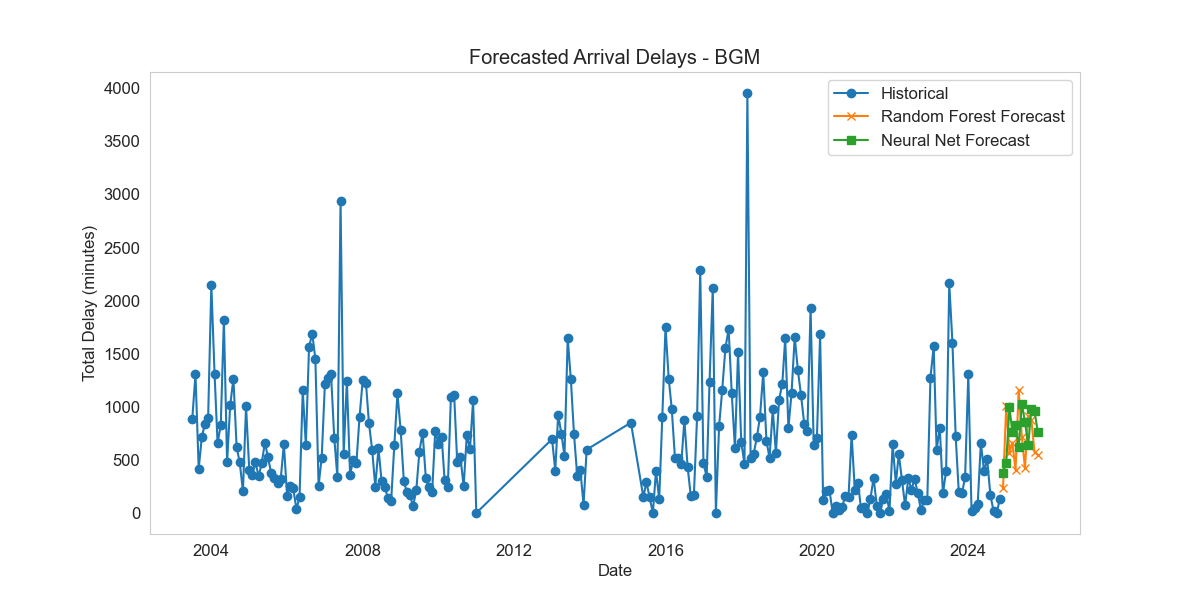 Forecasted Arrival Delays - BGM
Historical
Random Forest Forecast
Neural Net Forecast
Total Delay (minutes)
4000
3500
3000
2500
2000
1500
1000
500
0
2004 2008 2012 2016 2020 2024
Date